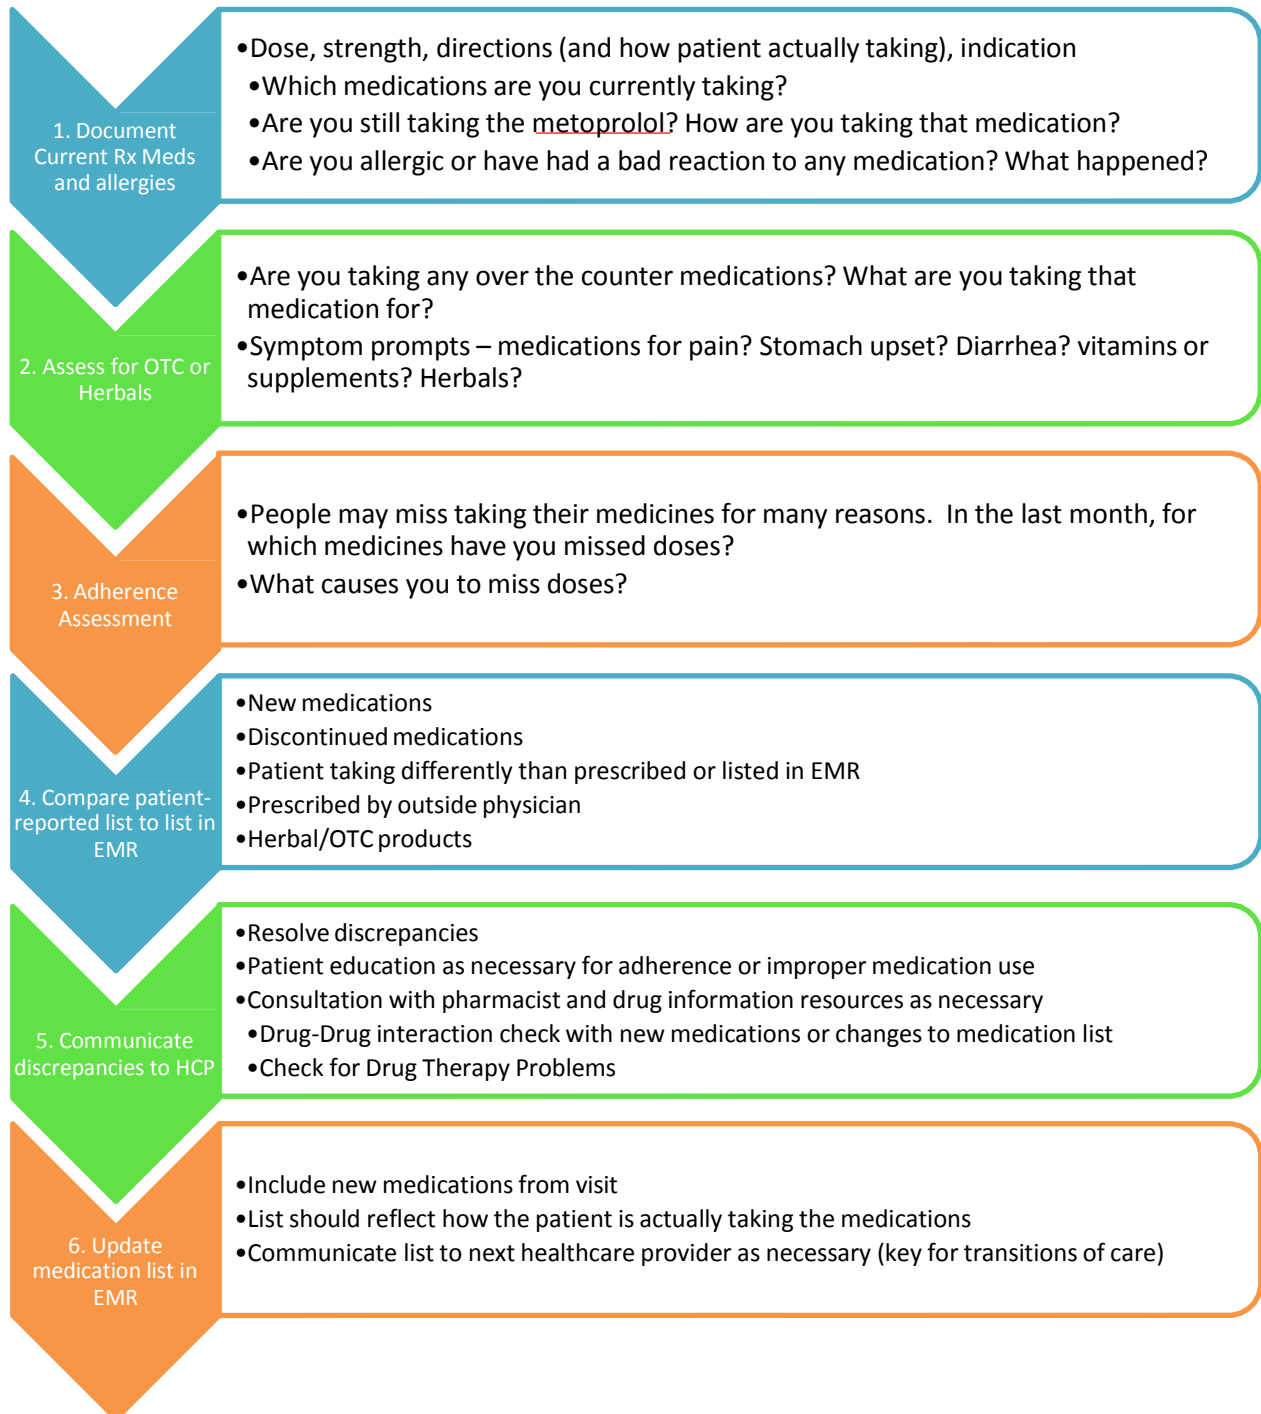 1. Document
Current Rx Meds
and allergies
•Dose, strength, directions (and how patient actually taking), indication
•Which medications are you currently taking?
•Are you still taking the metoprolol? How are you taking that medication?
•Are you allergic or have had a bad reaction to any medication? What happened?
2. Assess for OTC or
Herbals
•Are you taking any over the counter medications? What are you taking that
medication for?
•Symptom prompts – medications for pain? Stomach upset? Diarrhea? vitamins or
supplements? Herbals?
3. Adherence
Assessment
•People may miss taking their medicines for many reasons.  In the last month, for
which medicines have you missed doses?
•What causes you to miss doses?
4. Compare patient-
reported list to list in
EMR
•New medications
•Discontinued medications
•Patient taking differently than prescribed or listed in EMR
•Prescribed by outside physician
•Herbal/OTC products
5. Communicate
discrepancies to HCP
•Resolve discrepancies
•Patient education as necessary for adherence or improper medication use
•Consultation with pharmacist and drug information resources as necessary
•Drug-Drug interaction check with new medications or changes to medication list
•Check for Drug Therapy Problems
6. Update
medication list in
EMR
•Include new medications from visit
•List should reflect how the patient is actually taking the medications
•Communicate list to next healthcare provider as necessary (key for transitions of care)